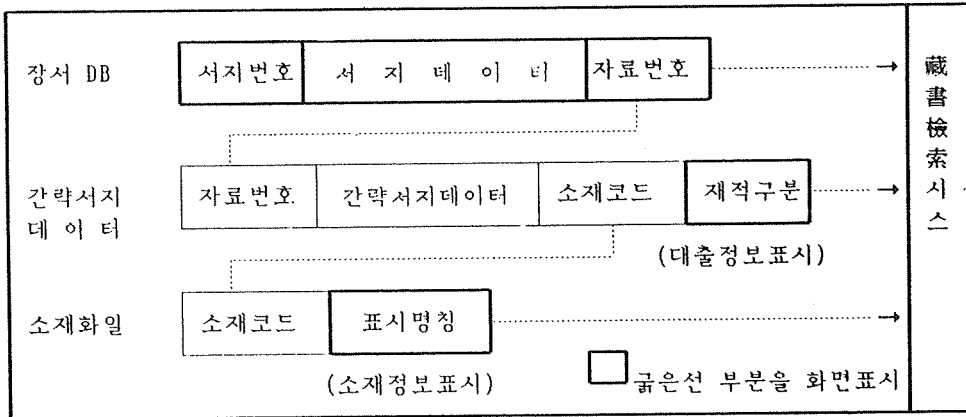 장서 DB
서지번호
서 지 데 이 터
자료번호
간략서지
데 이 터
자료번호
간략서지데이터
소재코드
재적구분
(대출정보표시)
소재화일
소재코드
표시명칭
(소재정보표시)
굵은선 부분을 화면표시
藏
書
檢
索
시
스